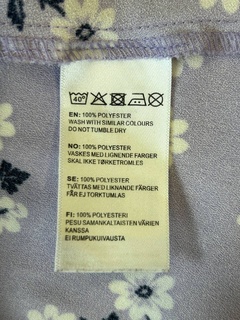 40°
EN: 100% POLYESTER
WASH WITH SIMILAR COLOURS
DO NOT TUMBLE DRY
NO: 100% POLYESTER
VASKES MED LIGNENDE FARGER
SKAL IKKE TØRKETROMLES
SE: 100% POLYESTER
TVÄTTAS MED LIKNANDE FÄRGER
FÅR EJ TORKTUMLAS
FI: 100% POLYESTERI
PESU SAMANKALTAISTEN VÄRIEN
KANSSA
EI RUMPUKUIVAUSTA